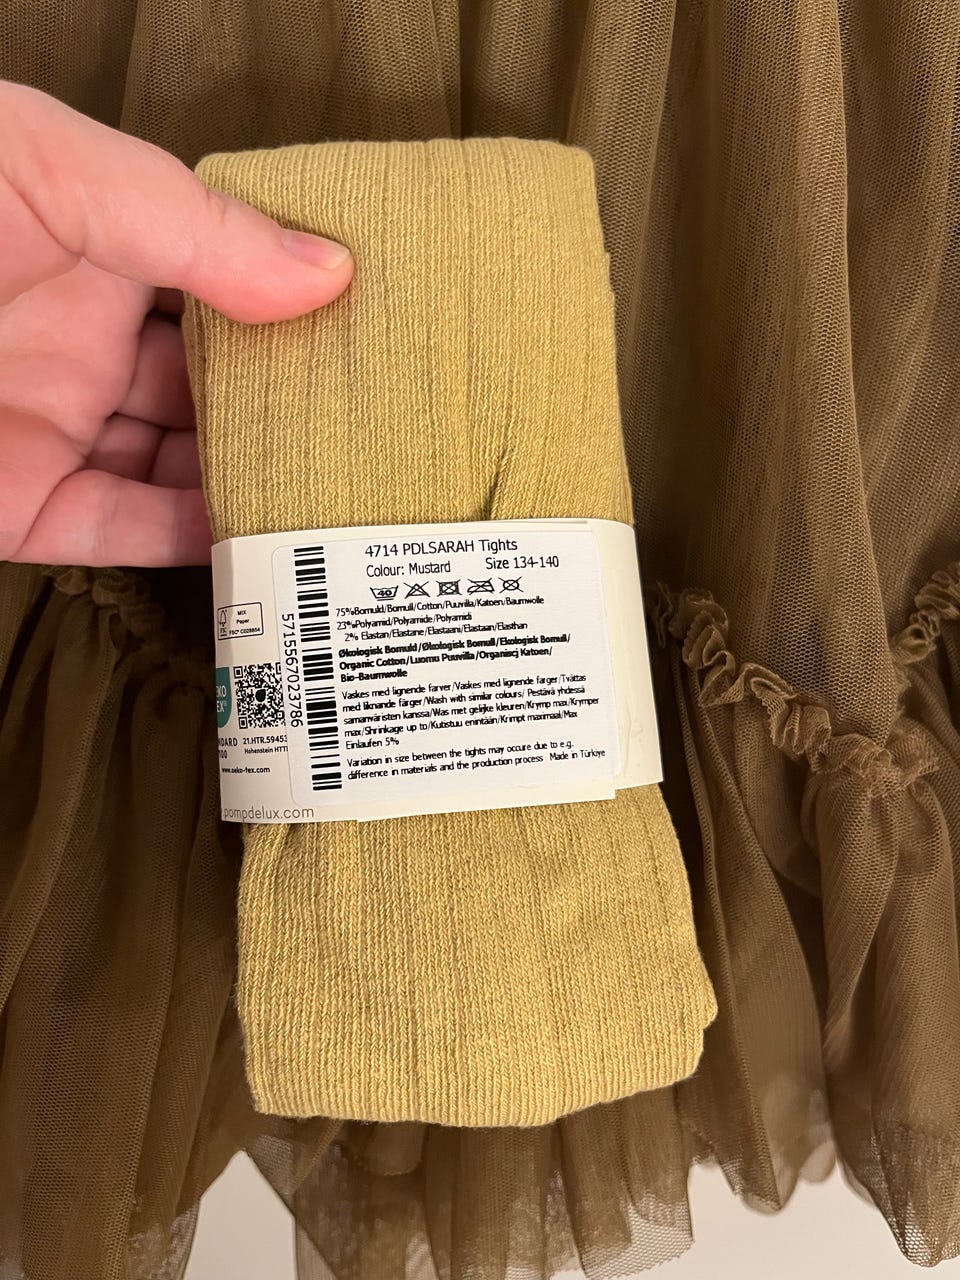 4714 PDLSARAH Tights
Colour: Mustard Size 134-140
40
75%Bomuld/Bomull/Cotton/Puuvilla/Katoen/Baumwolle
23%Polyamid/Polyamide/Polyamidi
2% Elastan/Elastane/Elastaani/Elastaan/Elasthan
Økologisk Bomuld/Økologisk Bomull/Ekologisk Bomull/
Organic Cotton/Luomu Puuvilla/Organiscj Katoen/
Bio-Baumwolle
Vaskes med lignende farver/Vaskes med lignende farger/Tvättas
med liknande färger/Wash with similar colours/ Pestävä yhdessä
samanväristen kanssa/Was met gelijke kleuren/Krymp max/Krymper
max/Shrinkage up to/Kutistuu enintään/Krimpt maximaal/Max
Einlaufen 5%
Variation in size between the tights may occure due to e.g.
difference in materials and the production process Made in Türkiye
5715567023786
MIX
Paper
FSC® C028854
21.HTR.59453
Hohenstein HTTI
www.oeko-tex.com
pompdelux.com